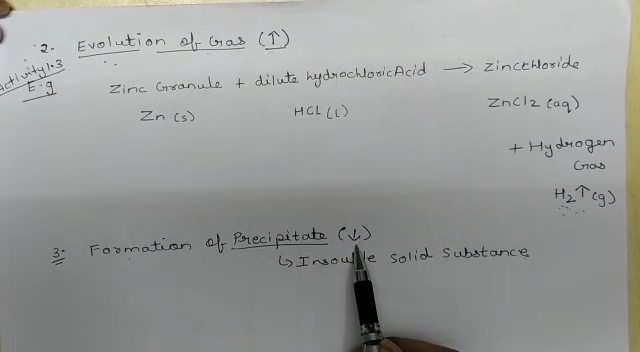 2. Evolution of Gas (↑)
Activity 1.3
E-g
Zinc Granule + dilute hydrochloric Acid → Zincchloride
Zn (s) HCL (l) ZnCl2 (aq)
+ Hydrogen
Gas
H2↑(g)
3. Formation of Precipitate (↓)
↳ Insoluble Solid Substance